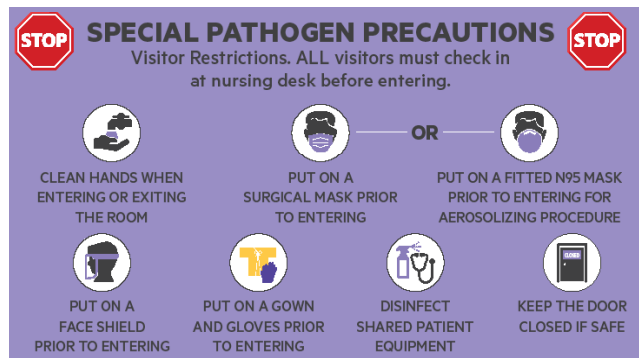 STOP
SPECIAL PATHOGEN PRECAUTIONS
STOP
Visitor Restrictions. ALL visitors must check in
at nursing desk before entering.
OR
CLEAN HANDS WHEN
ENTERING OR EXITING
THE ROOM
PUT ON A
SURGICAL MASK PRIOR
TO ENTERING
PUT ON A FITTED N95 MASK
PRIOR TO ENTERING FOR
AEROSOLIZING PROCEDURE
CLOSED
PUT ON A
FACE SHIELD
PRIOR TO ENTERING
PUT ON A GOWN
AND GLOVES PRIOR
TO ENTERING
DISINFECT
SHARED PATIENT
EQUIPMENT
KEEP THE DOOR
CLOSED IF SAFE